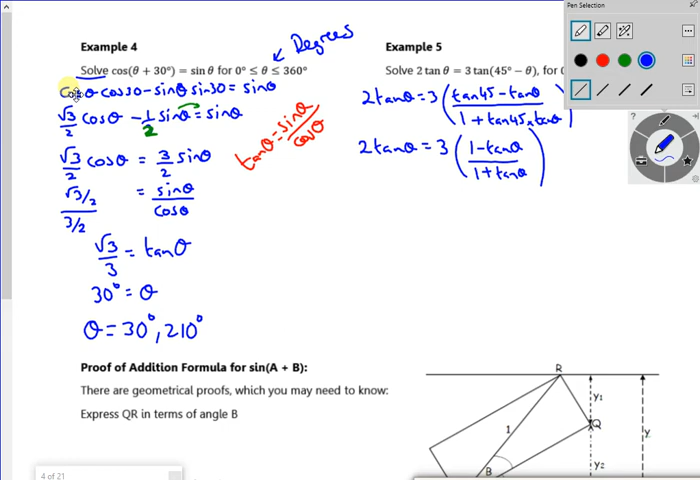 Pen Selection
Example 4
Degrees
Solve cos(θ + 30°) = sin θ for 0° ≤ θ ≤ 360°
cosθ cos30 − sinθ sin30 = sinθ
√3/2 cosθ − 1/2 sinθ = sinθ
tanθ = sinθ/cosθ
√3/2 cosθ = 3/2 sinθ
√3/2 / 3/2 = sinθ/cosθ
√3/3 = tanθ
30° = θ
θ = 30°, 210°
Example 5
Solve 2 tan θ = 3 tan(45° − θ), for
2tanθ = 3 (tan45 − tanθ / 1 + tan45 x tanθ)
2tanθ = 3 (1 − tanθ / 1 + tanθ)
?
Proof of Addition Formula for sin(A + B):
There are geometrical proofs, which you may need to know:
Express QR in terms of angle B
R
y1
1
Q
y
B
y2
4 of 21